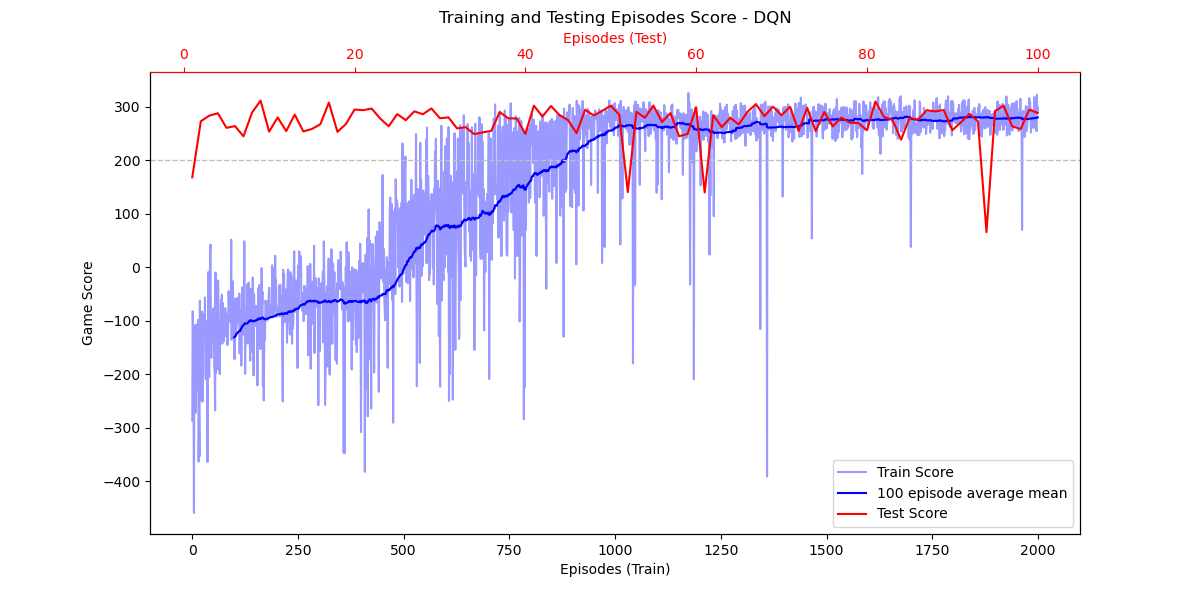 Training and Testing Episodes Score - DQN
Episodes (Test)
0 20 40 60 80 100
300
200
100
0
−100
−200
−300
−400
Game Score
Train Score
100 episode average mean
Test Score
0 250 500 750 1000 1250 1500 1750 2000
Episodes (Train)